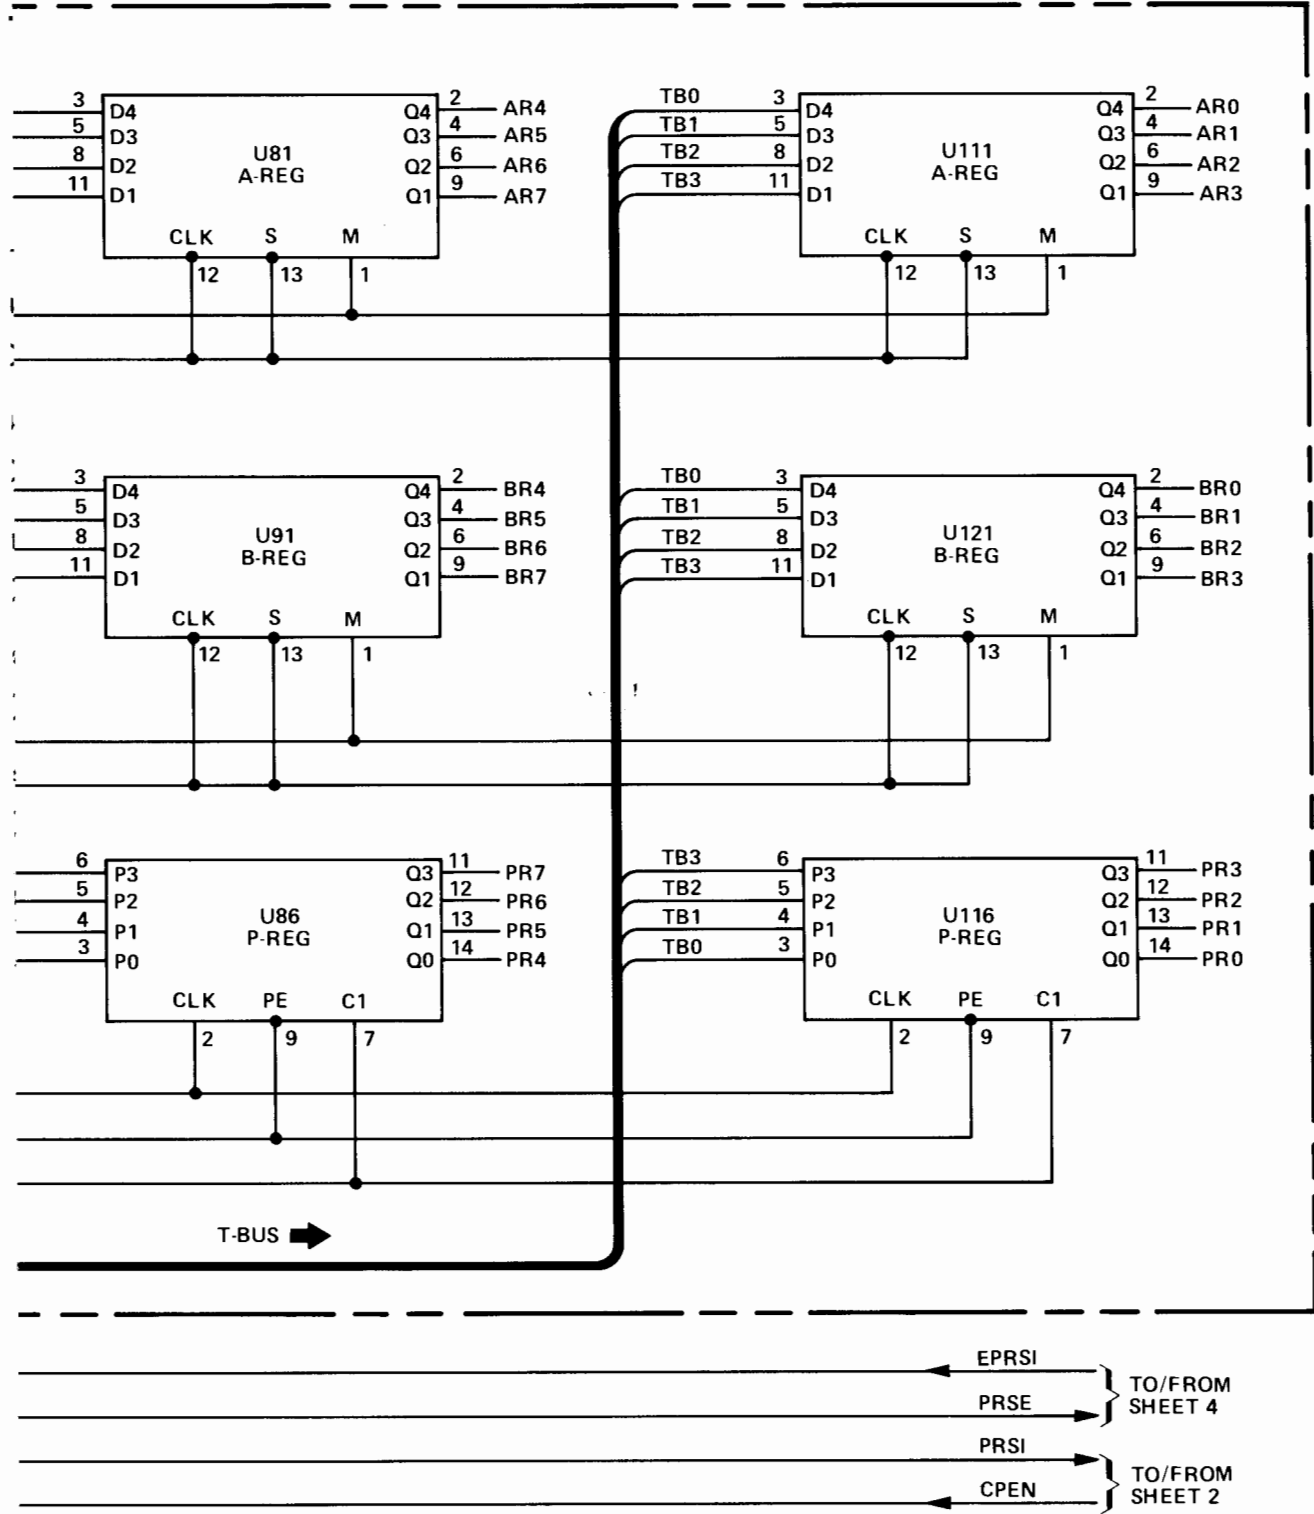 3 D4 Q4 2 AR4
5 D3 Q3 4 AR5
8 D2 Q2 6 AR6
11 D1 Q1 9 AR7
U81
A-REG
CLK S M
12 13 1
TB0 3 D4 Q4 2 AR0
TB1 5 D3 Q3 4 AR1
TB2 8 D2 Q2 6 AR2
TB3 11 D1 Q1 9 AR3
U111
A-REG
CLK S M
12 13 1
3 D4 Q4 2 BR4
5 D3 Q3 4 BR5
8 D2 Q2 6 BR6
11 D1 Q1 9 BR7
U91
B-REG
CLK S M
12 13 1
TB0 3 D4 Q4 2 BR0
TB1 5 D3 Q3 4 BR1
TB2 8 D2 Q2 6 BR2
TB3 11 D1 Q1 9 BR3
U121
B-REG
CLK S M
12 13 1
6 P3 Q3 11 PR7
5 P2 Q2 12 PR6
4 P1 Q1 13 PR5
3 P0 Q0 14 PR4
U86
P-REG
CLK PE C1
2 9 7
TB3 6 P3 Q3 11 PR3
TB2 5 P2 Q2 12 PR2
TB1 4 P1 Q1 13 PR1
TB0 3 P0 Q0 14 PR0
U116
P-REG
CLK PE C1
2 9 7
T-BUS
EPRSI
PRSE
TO/FROM
SHEET 4
PRSI
CPEN
TO/FROM
SHEET 2